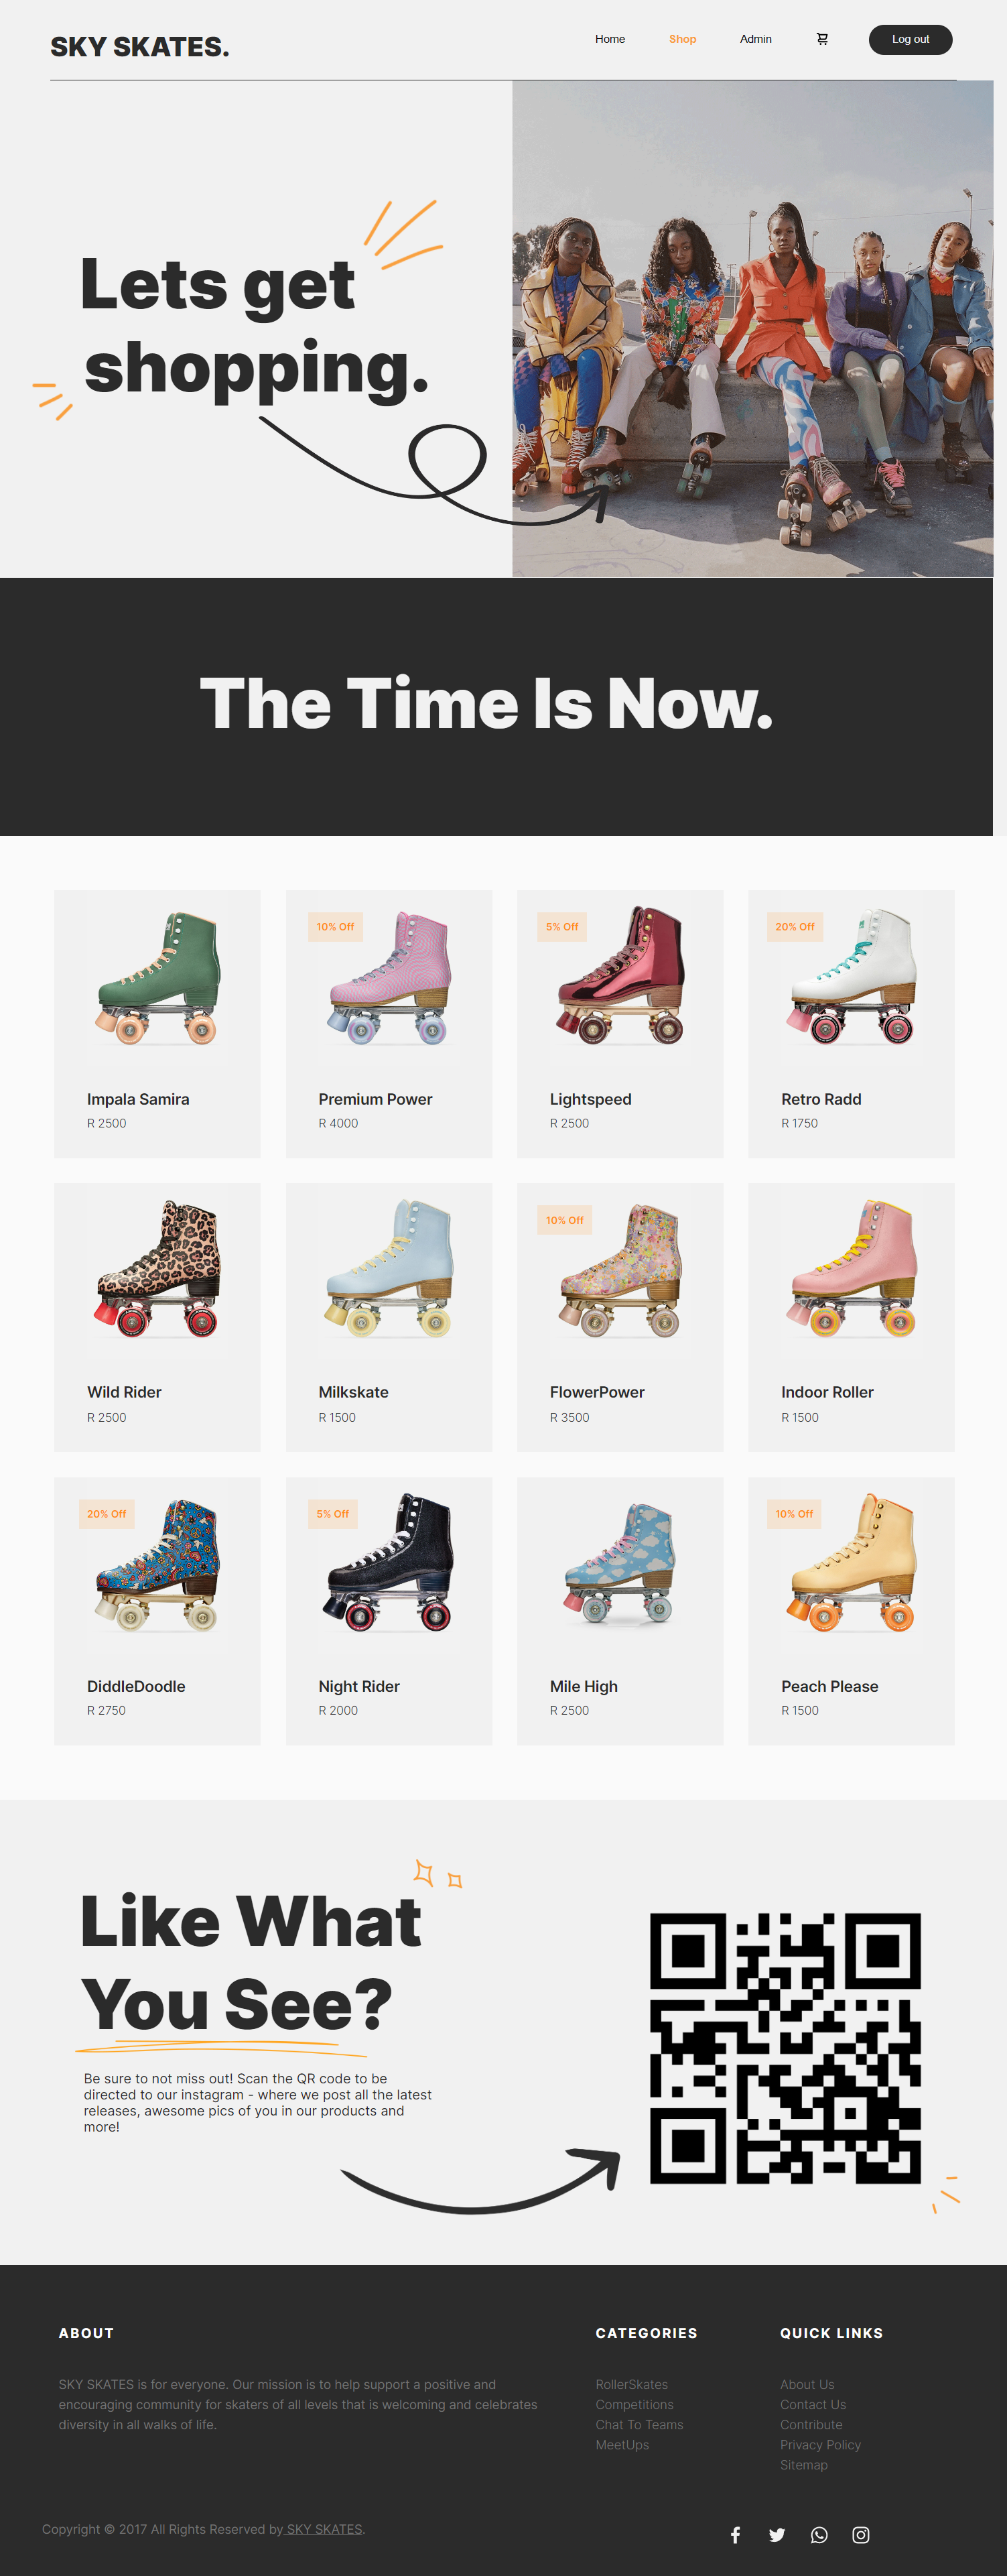 SKY SKATES.
Home
Shop
Admin
Log out
Lets get
shopping.
The Time Is Now.
10% Off
5% Off
20% Off
Impala Samira
Premium Power
Lightspeed
Retro Radd
R 2500
R 4000
R 2500
R 1750
10% Off
Wild Rider
Milkskate
FlowerPower
Indoor Roller
R 2500
R 1500
R 3500
R 1500
20% Off
5% Off
10% Off
DiddleDoodle
Night Rider
Mile High
Peach Please
R 2750
R 2000
R 2500
R 1500
Like What
You See?
Be sure to not miss out! Scan the QR code to be
directed to our instagram - where we post all the latest
releases, awesome pics of you in our products and
more!
ABOUT
SKY SKATES is for everyone. Our mission is to help support a positive and
encouraging community for skaters of all levels that is welcoming and celebrates
diversity in all walks of life.
CATEGORIES
RollerSkates
Competitions
Chat To Teams
MeetUps
QUICK LINKS
About Us
Contact Us
Contribute
Privacy Policy
Sitemap
Copyright © 2017 All Rights Reserved by SKY SKATES.